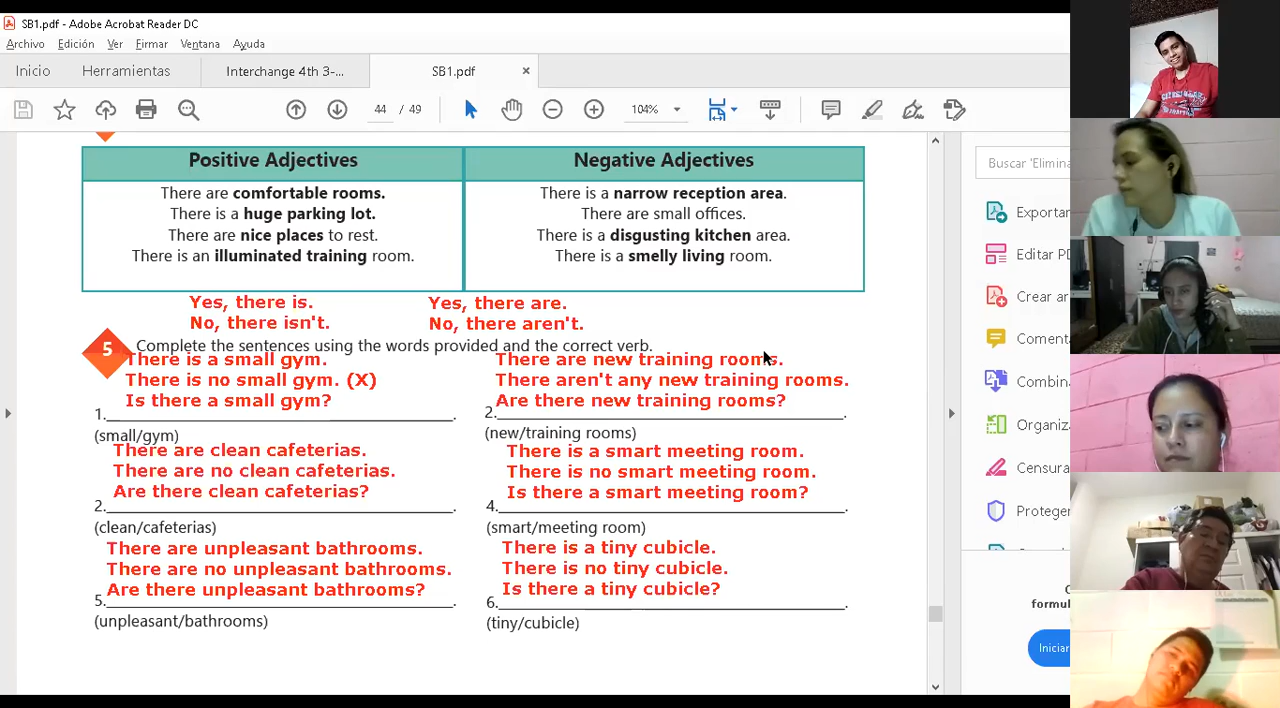 SB1.pdf - Adobe Acrobat Reader DC
Archivo Edición Ver Firmar Ventana Ayuda
Inicio Herramientas Interchange 4th 3-... SB1.pdf ×
44 / 49 104%
Positive Adjectives
There are comfortable rooms.
There is a huge parking lot.
There are nice places to rest.
There is an illuminated training room.
Negative Adjectives
There is a narrow reception area.
There are small offices.
There is a disgusting kitchen area.
There is a smelly living room.
Yes, there is. Yes, there are.
No, there isn't. No, there aren't.
5 Complete the sentences using the words provided and the correct verb.
There is a small gym.
There is no small gym. (X)
Is there a small gym?
1.
(small/gym)
There are new training rooms.
There aren't any new training rooms.
Are there new training rooms?
2.
(new/training rooms)
There are clean cafeterias.
There are no clean cafeterias.
Are there clean cafeterias?
2.
(clean/cafeterias)
There is a smart meeting room.
There is no smart meeting room.
Is there a smart meeting room?
4.
(smart/meeting room)
There are unpleasant bathrooms.
There are no unpleasant bathrooms.
Are there unpleasant bathrooms?
5.
(unpleasant/bathrooms)
There is a tiny cubicle.
There is no tiny cubicle.
Is there a tiny cubicle?
6.
(tiny/cubicle)
Buscar 'Elimina
Exportar
Editar PD
Crear ar
Coment
Combin
Organiz
Censura
Proteger
formul
Iniciar